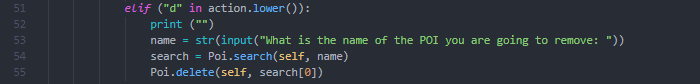 51 elif ("d" in action.lower()):
52 print ("")
53 name = str(input("What is the name of the POI you are going to remove: "))
54 search = Poi.search(self, name)
55 Poi.delete(self, search[0])